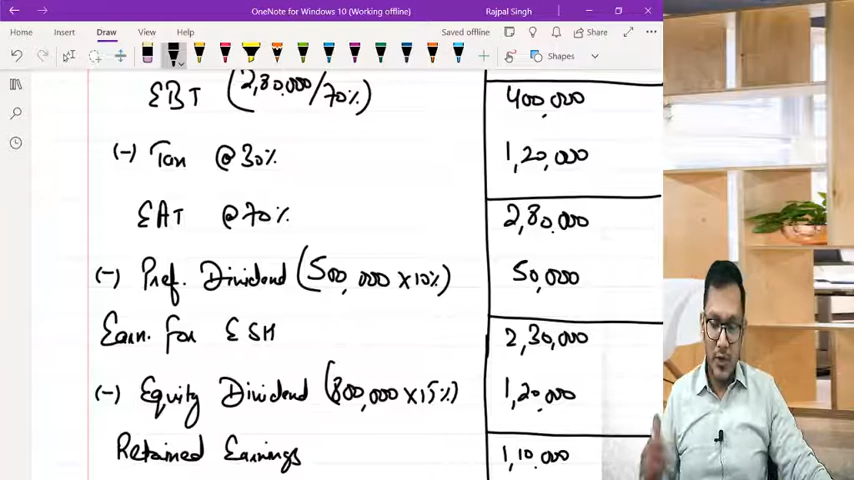 OneNote for Windows 10 (Working offline)
Rajpal Singh
Home Insert Draw View Help
Saved offline
Share
Shapes
EBT (2,80,000/70%) 400,000
(-) Tax @30% 1,20,000
EAT @70% 2,80,000
(-) Pref. Dividend (500,000 x 10%) 50,000
Earn. for ESH 2,30,000
(-) Equity Dividend (800,000 x 15%) 1,20,000
Retained Earnings 1,10,000